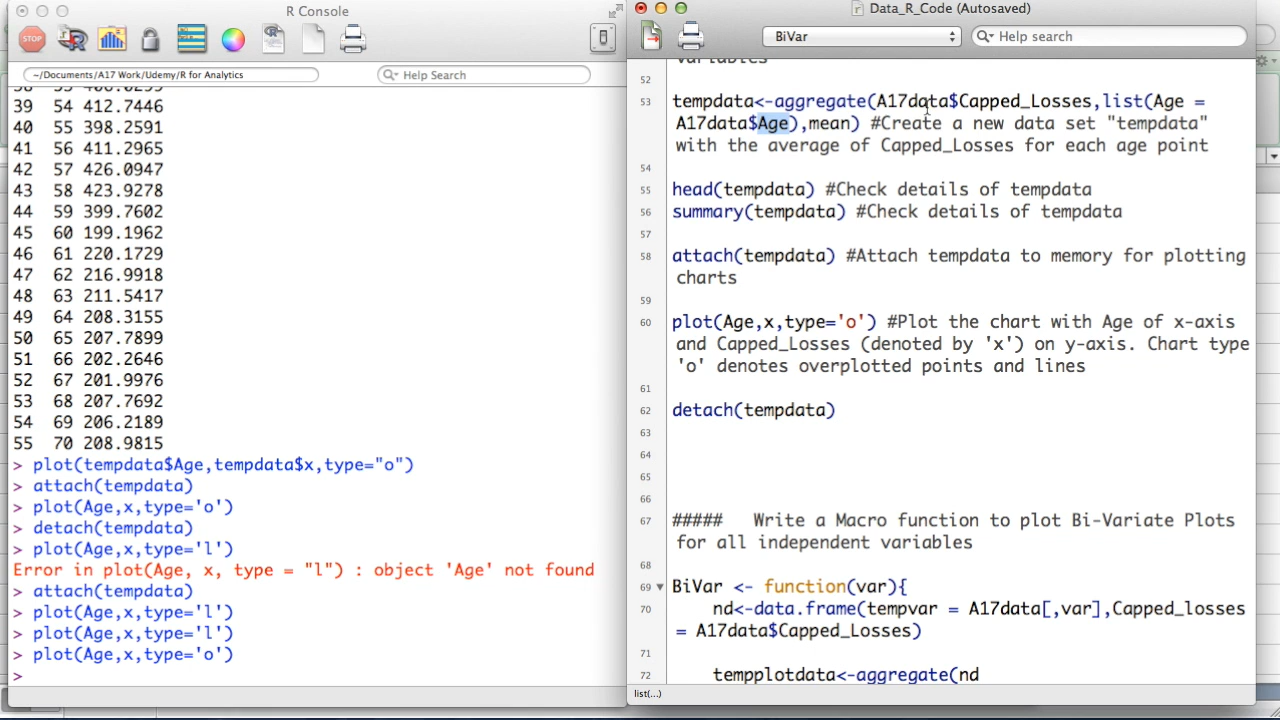 R Console
STOP
~/Documents/A17 Work/Udemy/R for Analytics
Help Search
39 54 412.7446
40 55 398.2591
41 56 411.2965
42 57 426.0947
43 58 423.9278
44 59 399.7602
45 60 199.1962
46 61 220.1729
47 62 216.9918
48 63 211.5417
49 64 208.3155
50 65 207.7899
51 66 202.2646
52 67 201.9976
53 68 207.7692
54 69 206.2189
55 70 208.9815
> plot(tempdata$Age,tempdata$x,type="o")
> attach(tempdata)
> plot(Age,x,type='o')
> detach(tempdata)
> plot(Age,x,type='l')
Error in plot(Age, x, type = "l") : object 'Age' not found
> attach(tempdata)
> plot(Age,x,type='l')
> plot(Age,x,type='l')
> plot(Age,x,type='o')
>
Data_R_Code (Autosaved)
BiVar
Help search
variables
52
53 tempdata<-aggregate(A17data$Capped_Losses,list(Age =
A17data$Age),mean) #Create a new data set "tempdata"
with the average of Capped_Losses for each age point
54
55 head(tempdata) #Check details of tempdata
56 summary(tempdata) #Check details of tempdata
57
58 attach(tempdata) #Attach tempdata to memory for plotting
charts
59
60 plot(Age,x,type='o') #Plot the chart with Age of x-axis
and Capped_Losses (denoted by 'x') on y-axis. Chart type
'o' denotes overplotted points and lines
61
62 detach(tempdata)
63
64
65
66
67 ##### Write a Macro function to plot Bi-Variate Plots
for all independent variables
68
69 BiVar <- function(var){
70 nd<-data.frame(tempvar = A17data[,var],Capped_losses
= A17data$Capped_Losses)
71
72 tempplotdata<-aggregate(nd
list(...)